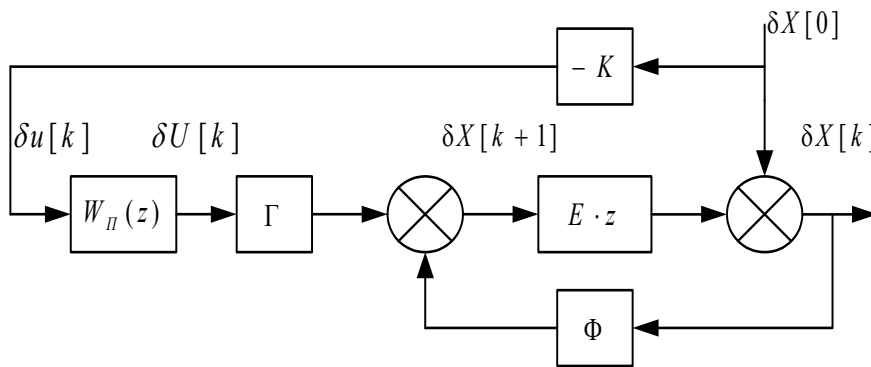 δX[0]
− K
δu[k]
δU[k]
δX[k + 1]
δX[k]
W_П(z)
Γ
E · z
Φ